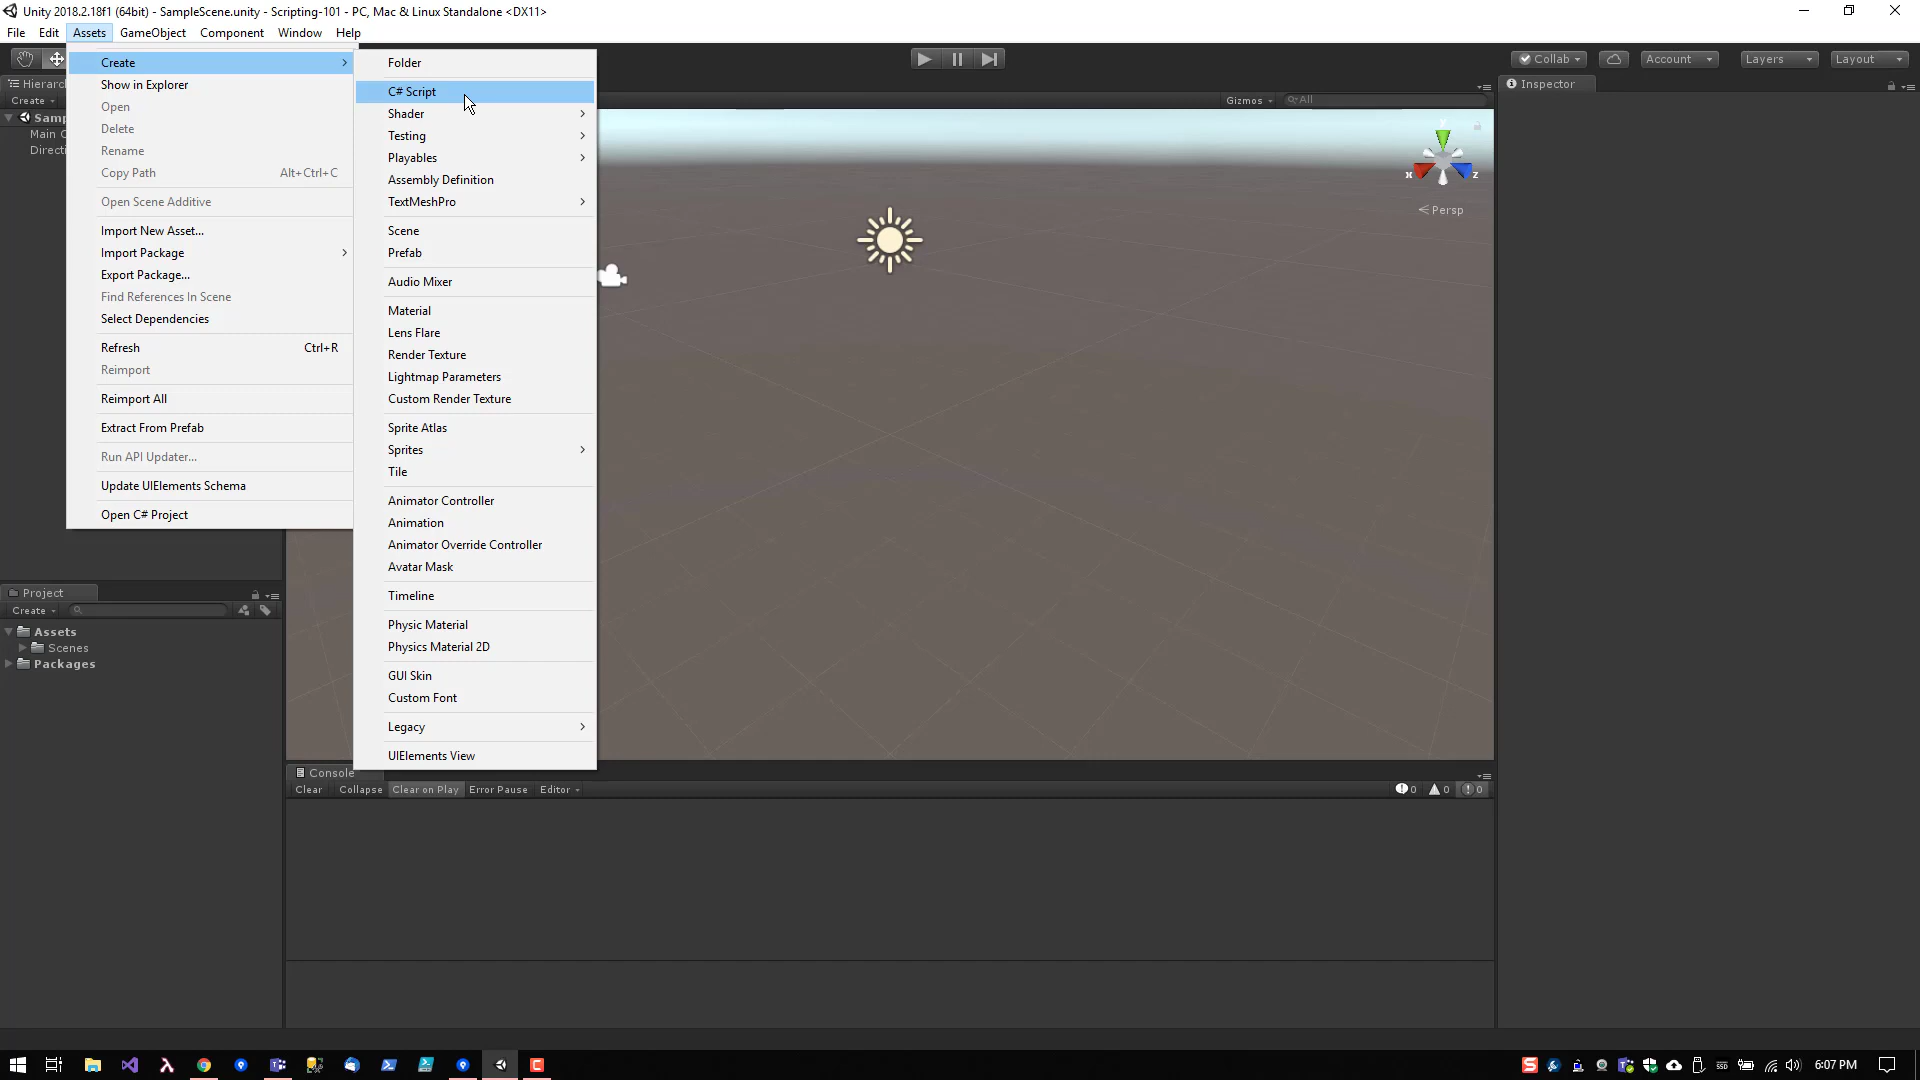 Unity 2018.2.18f1 (64bit) - SampleScene.unity - Scripting-101 - PC, Mac & Linux Standalone <DX11>
File Edit Assets GameObject Component Window Help
Collab Account Layers Layout
Hierarch
Inspector
Create
Gizmos All
Samp
Main C
Directi
Create
Show in Explorer
Open
Delete
Rename
Copy Path Alt+Ctrl+C
Open Scene Additive
Import New Asset...
Import Package
Export Package...
Find References In Scene
Select Dependencies
Refresh Ctrl+R
Reimport
Reimport All
Extract From Prefab
Run API Updater...
Update UIElements Schema
Open C# Project
Folder
C# Script
Shader
Testing
Playables
Assembly Definition
TextMeshPro
Scene
Prefab
Audio Mixer
Material
Lens Flare
Render Texture
Lightmap Parameters
Custom Render Texture
Sprite Atlas
Sprites
Tile
Animator Controller
Animation
Animator Override Controller
Avatar Mask
Timeline
Physic Material
Physics Material 2D
GUI Skin
Custom Font
Legacy
UIElements View
x z
Persp
Project
Create
Assets
Scenes
Packages
Console
Clear Collapse Clear on Play Error Pause Editor 0 0 0
6:07 PM